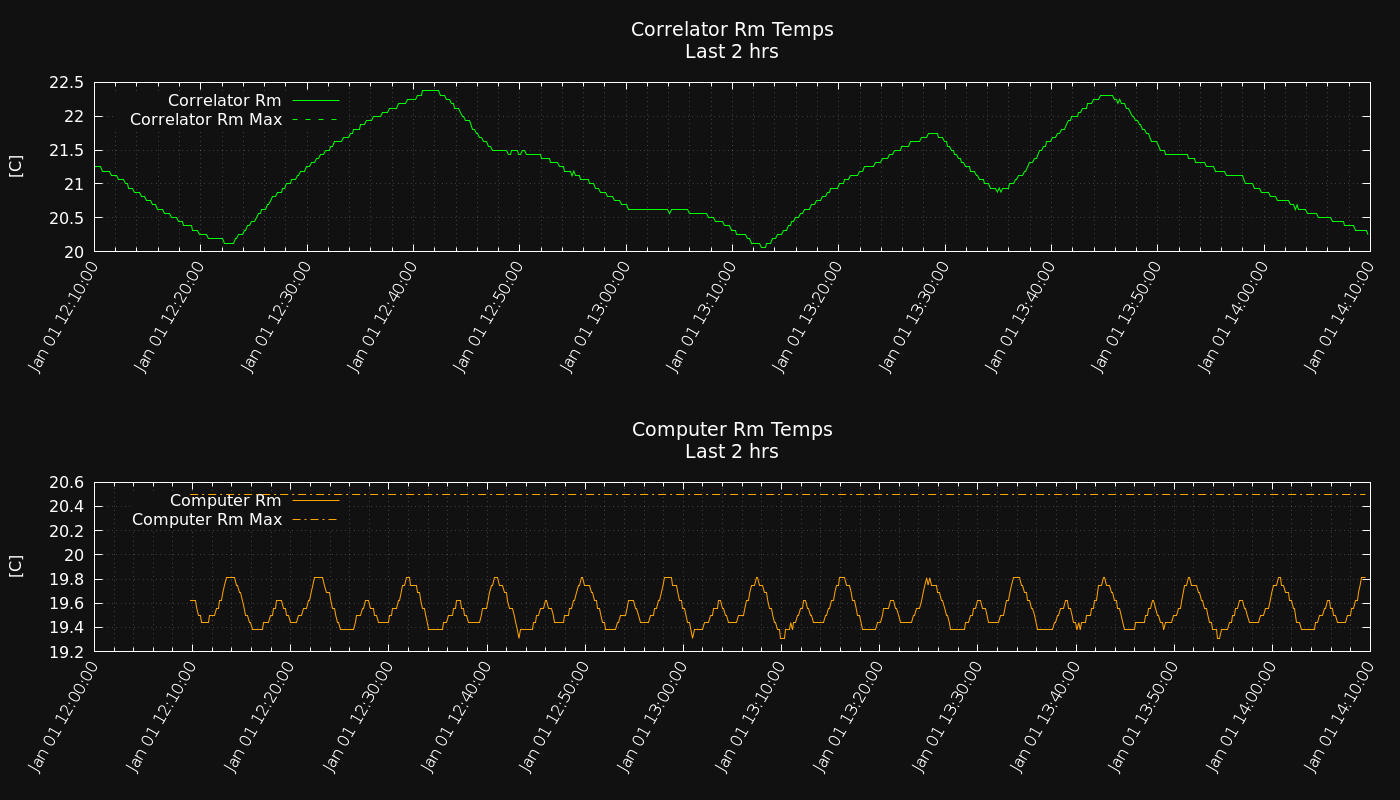 Correlator Rm Temps
Last 2 hrs
22.5
22
21.5
21
20.5
20
[C]
Correlator Rm
Correlator Rm Max
Jan 01 12:10:00
Jan 01 12:20:00
Jan 01 12:30:00
Jan 01 12:40:00
Jan 01 12:50:00
Jan 01 13:00:00
Jan 01 13:10:00
Jan 01 13:20:00
Jan 01 13:30:00
Jan 01 13:40:00
Jan 01 13:50:00
Jan 01 14:00:00
Jan 01 14:10:00
Computer Rm Temps
Last 2 hrs
20.6
20.4
20.2
20
19.8
19.6
19.4
19.2
[C]
Computer Rm
Computer Rm Max
Jan 01 12:00:00
Jan 01 12:10:00
Jan 01 12:20:00
Jan 01 12:30:00
Jan 01 12:40:00
Jan 01 12:50:00
Jan 01 13:00:00
Jan 01 13:10:00
Jan 01 13:20:00
Jan 01 13:30:00
Jan 01 13:40:00
Jan 01 13:50:00
Jan 01 14:00:00
Jan 01 14:10:00